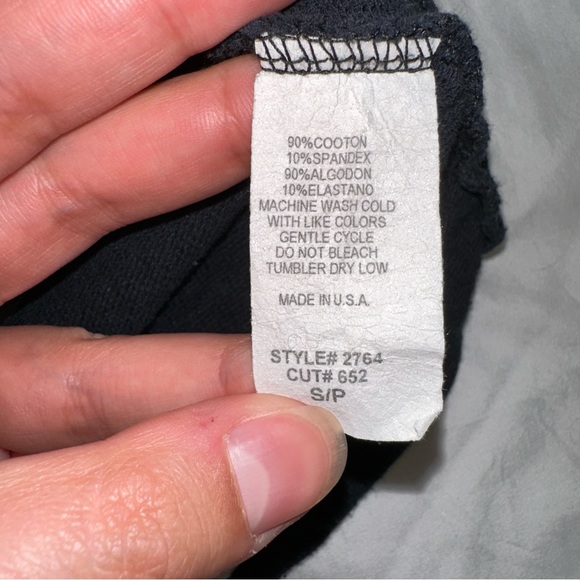 90%COOTON
10%SPANDEX
90%ALGODON
10%ELASTANO
MACHINE WASH COLD
WITH LIKE COLORS
GENTLE CYCLE
DO NOT BLEACH
TUMBLER DRY LOW
MADE IN U.S.A.
STYLE# 2764
CUT# 652
S/P